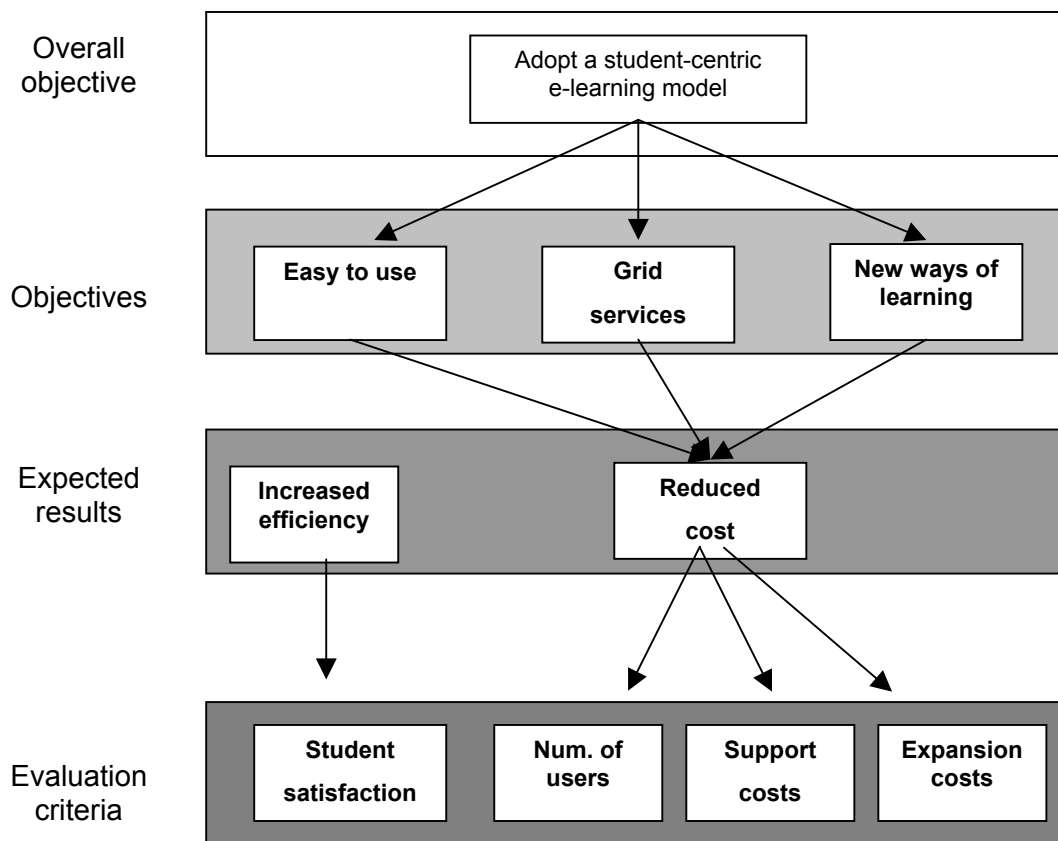 Overall
objective
Adopt a student-centric
e-learning model
Objectives
Easy to use
Grid
services
New ways of
learning
Expected
results
Increased
efficiency
Reduced
cost
Evaluation
criteria
Student
satisfaction
Num. of
users
Support
costs
Expansion
costs